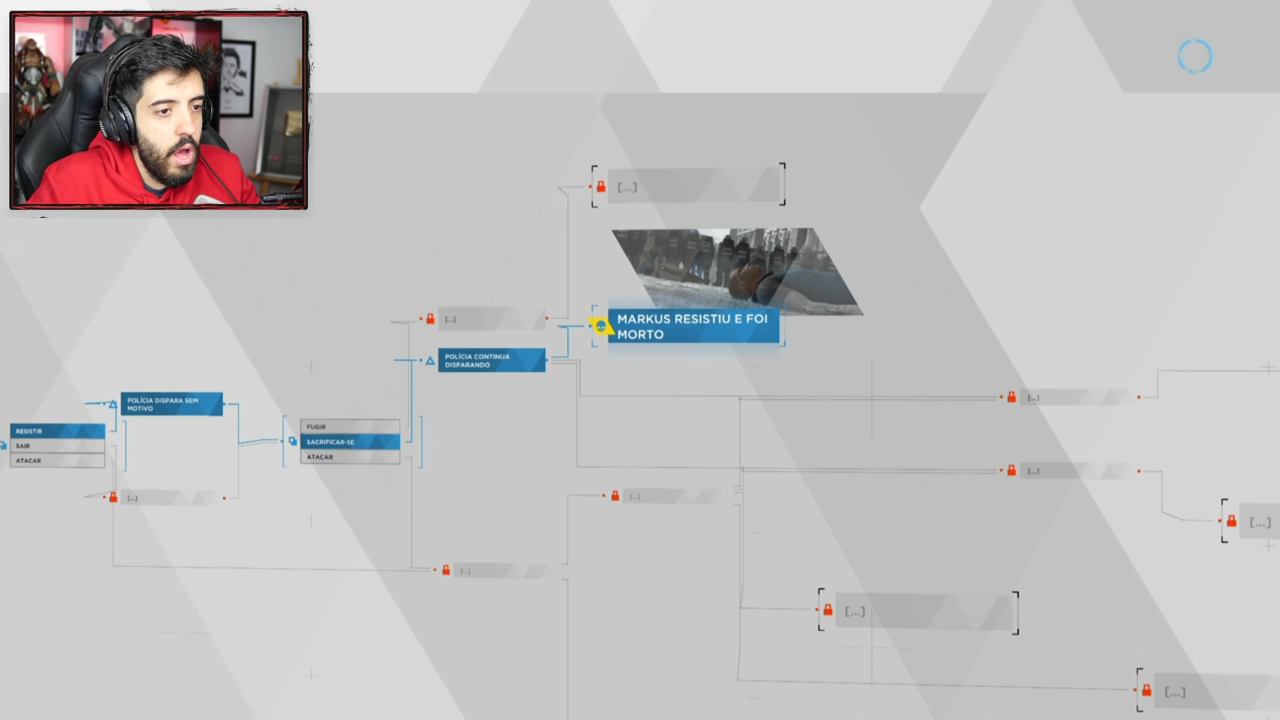 [...]
MARKUS RESISTIU E FOI
MORTO
[...]
POLÍCIA CONTINUA
DISPARANDO
POLÍCIA DISPARA SEM
MOTIVO
[...]
RESISTIR
SAIR
ATACAR
FUGIR
SACRIFICAR-SE
ATACAR
[...]
[...]
[...]
[...]
[...]
[...]
[...]
[...]